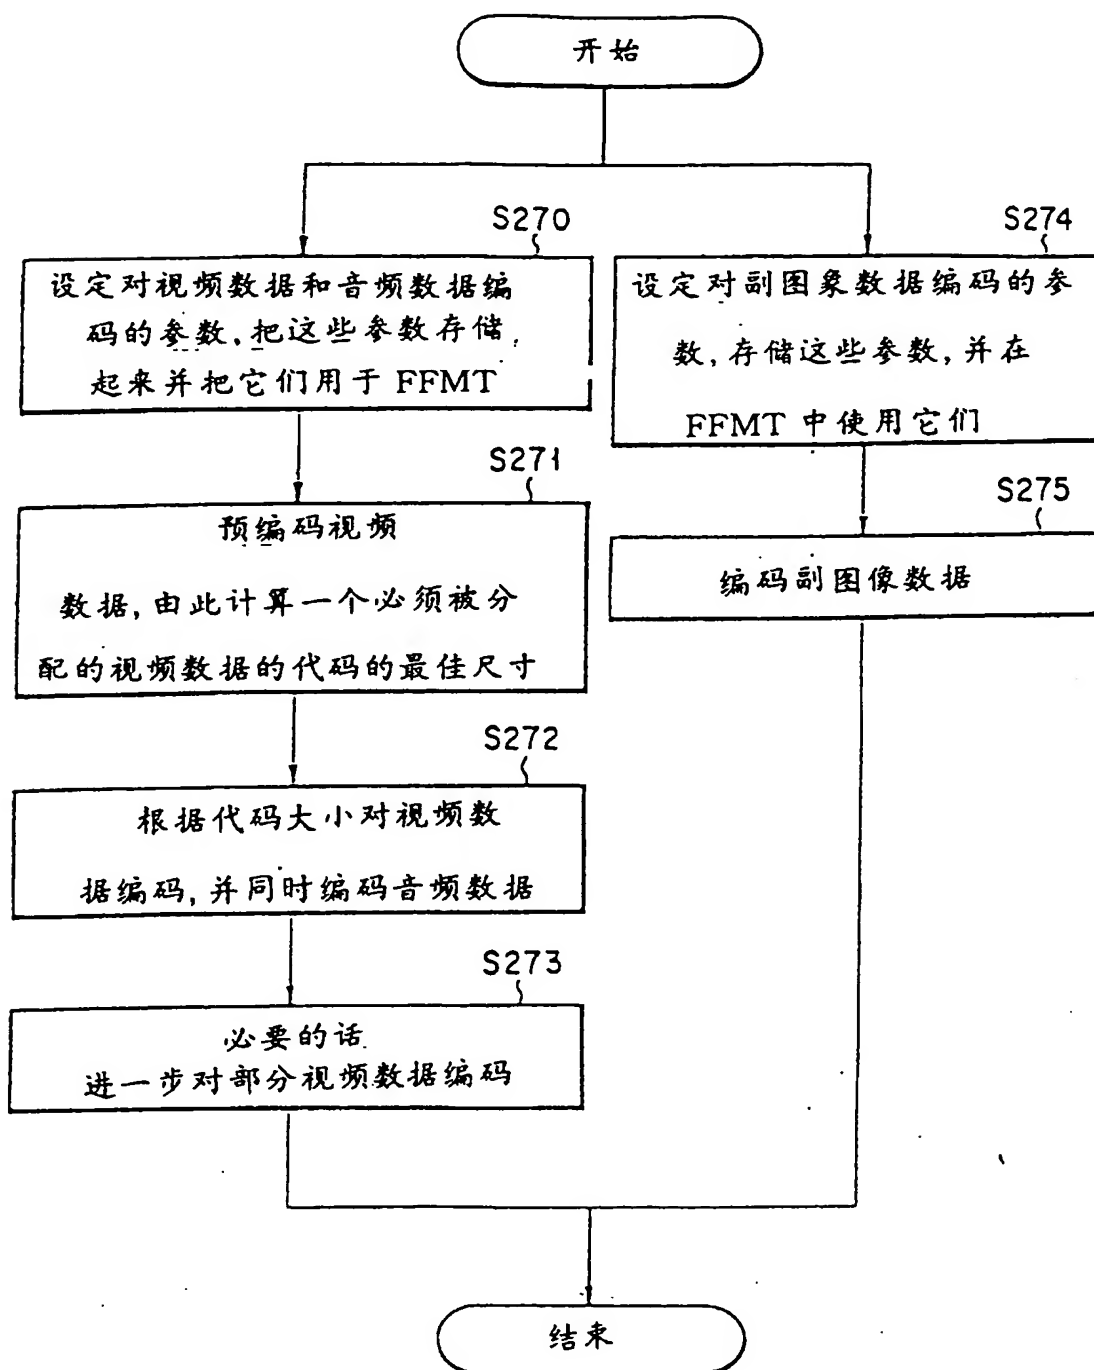 开始
S270
设定对视频数据和音频数据编
码的参数,把这些参数存储
起来并把它们用于 FFMT
S271
预编码视频
数据,由此计算一个必须被分
配的视频数据的代码的最佳尺寸
S272
根据代码大小对视频数
据编码,并同时编码音频数据
S273
必要的话
进一步对部分视频数据编码
S274
设定对副图象数据编码的参
数,存储这些参数,并在
FFMT 中使用它们
S275
编码副图像数据
结束